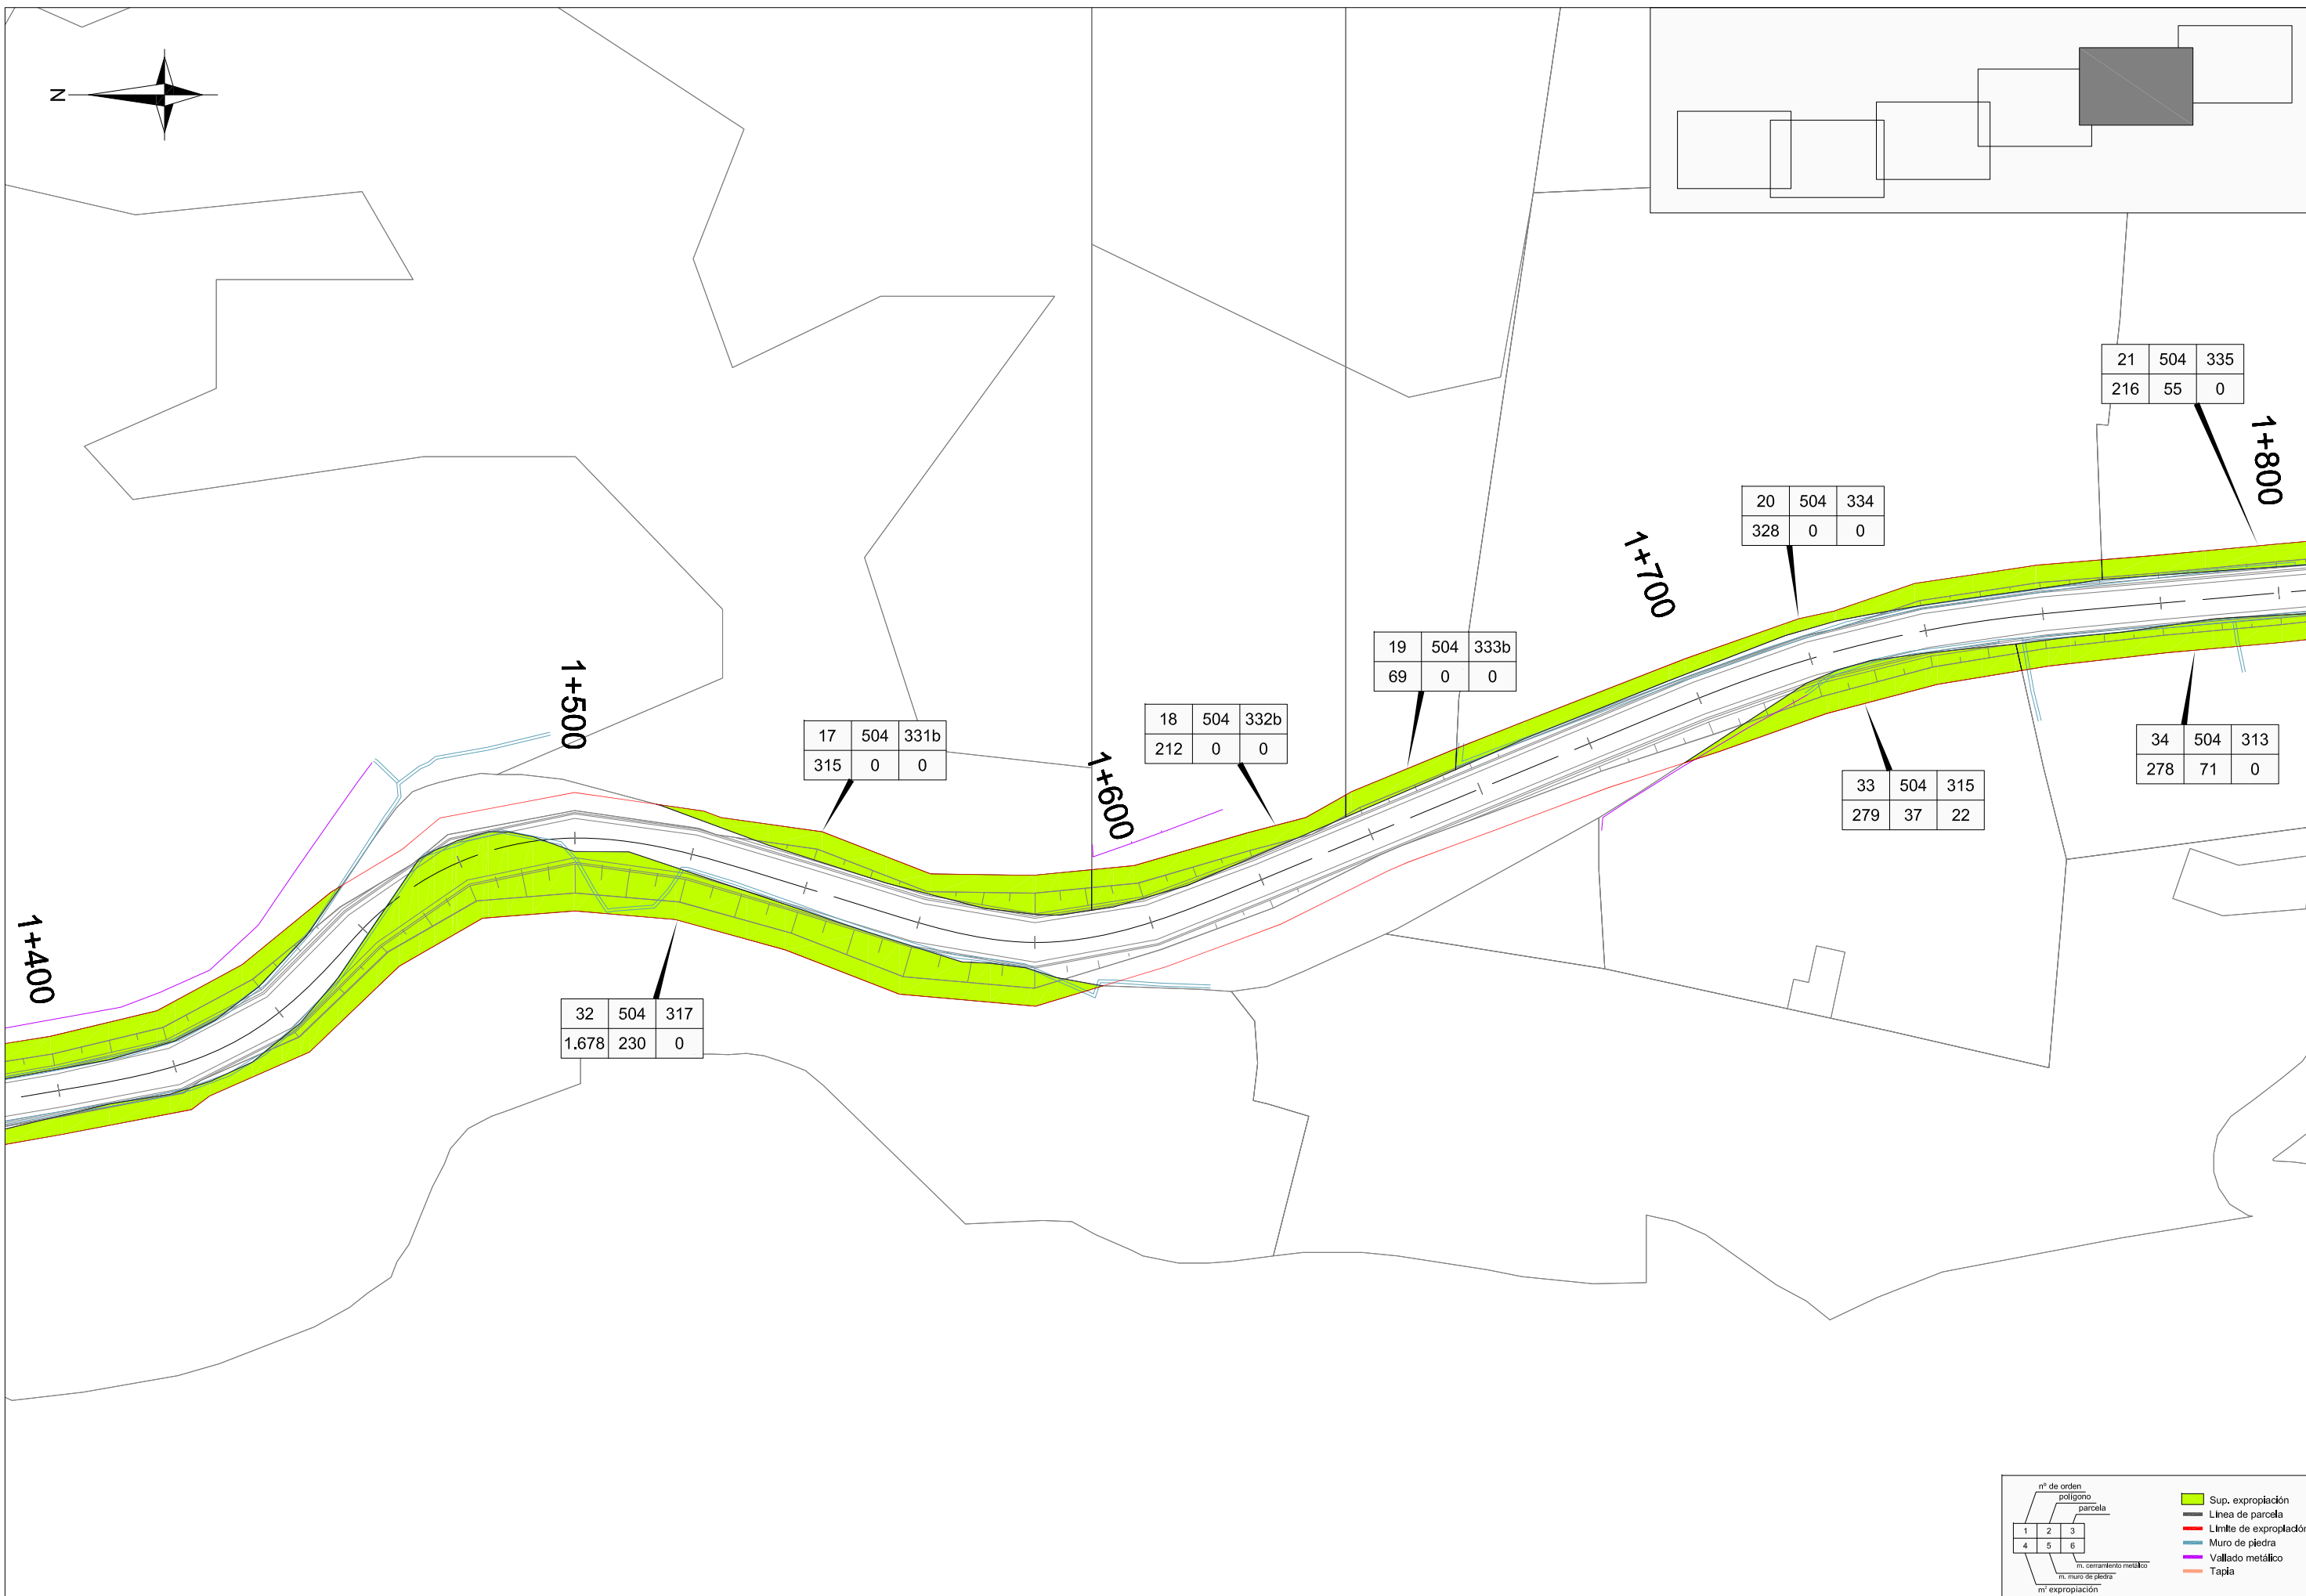 N
21 504 335
216 55 0
1+800
20 504 334
328 0 0
1+700
19 504 333b
69 0 0
1+500
17 504 331b
315 0 0
18 504 332b
212 0 0
1+600
34 504 313
278 71 0
33 504 315
279 37 22
1+400
32 504 317
1.678 230 0
nº de orden
polígono
parcela
1 2 3
4 5 6
m. cerramiento metálico
m. muro de piedra
m² expropiación
Sup. expropiación
Línea de parcela
Límite de expropiación
Muro de piedra
Vallado metálico
Tapia